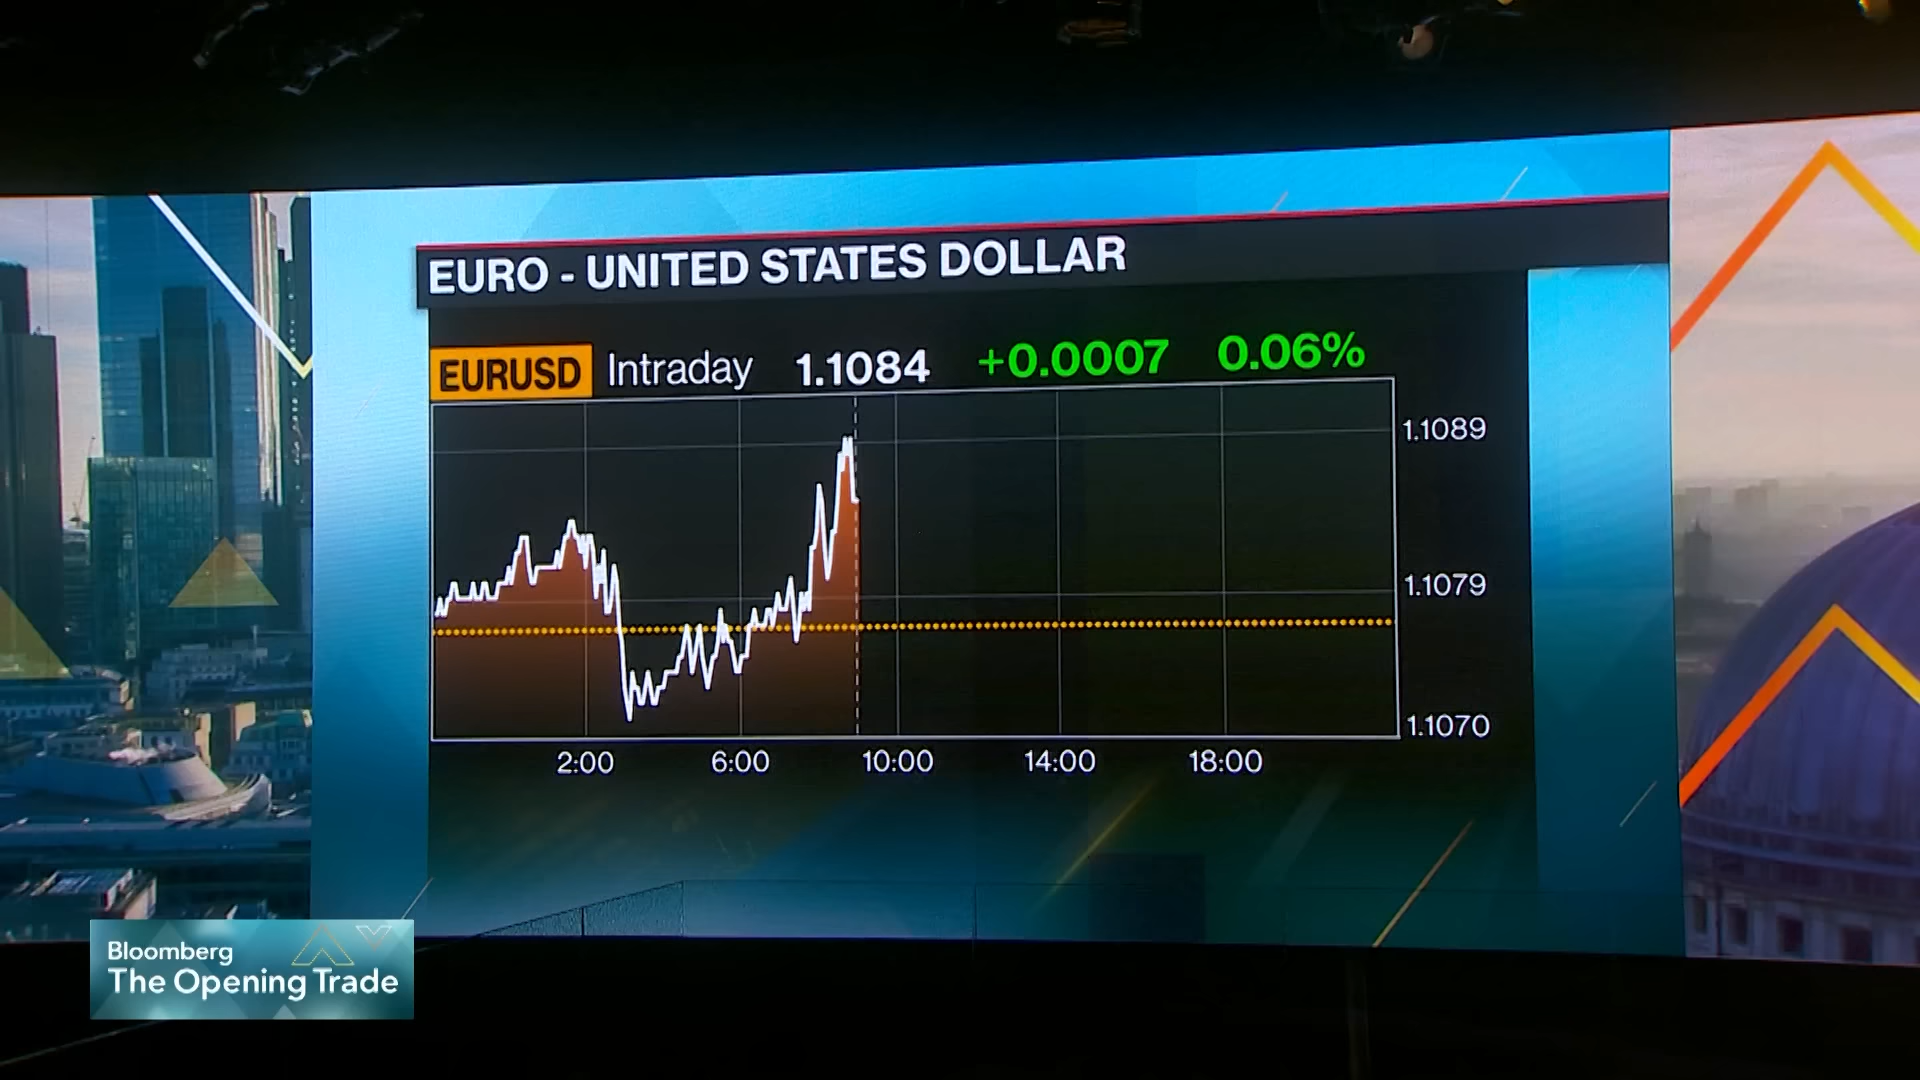 EURO - UNITED STATES DOLLAR
EURUSD Intraday 1.1084 +0.0007 0.06%
1.1089
1.1079
1.1070
2:00 6:00 10:00 14:00 18:00
Bloomberg
The Opening Trade